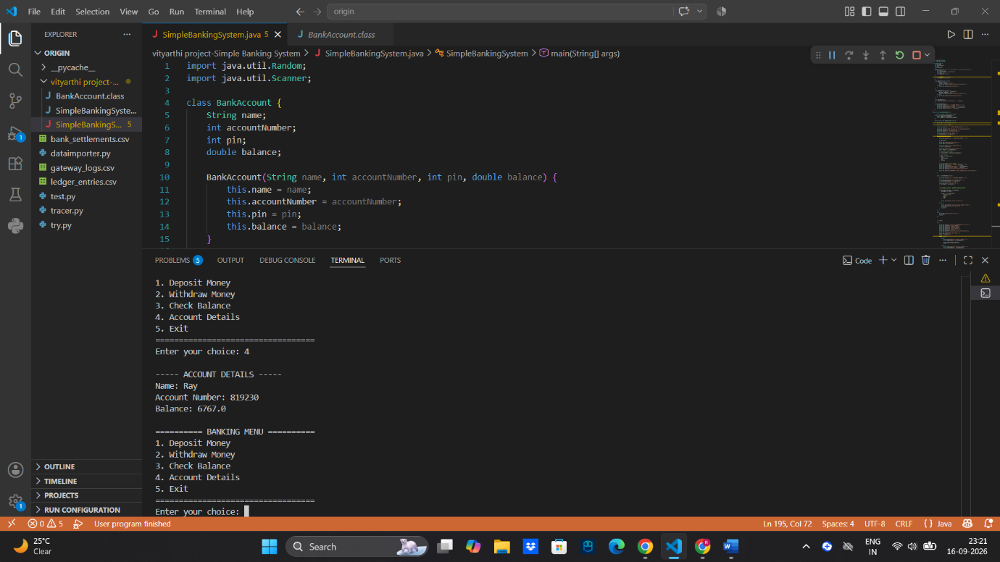 File Edit Selection View Go Run Terminal Help
origin
EXPLORER
ORIGIN
__pycache__
vityarthi project-...
BankAccount.class
SimpleBankingSyste...
SimpleBankingS... 5
bank_settlements.csv
dataimporter.py
gateway_logs.csv
ledger_entries.csv
test.py
tracer.py
try.py
OUTLINE
TIMELINE
PROJECTS
RUN CONFIGURATION
1
1
SimpleBankingSystem.java 5
BankAccount.class
vityarthi project-Simple Banking System > SimpleBankingSystem.java > SimpleBankingSystem > main(String[] args)
1 import java.util.Random;
2 import java.util.Scanner;
3
4 class BankAccount {
5 String name;
6 int accountNumber;
7 int pin;
8 double balance;
9
10 BankAccount(String name, int accountNumber, int pin, double balance) {
11 this.name = name;
12 this.accountNumber = accountNumber;
13 this.pin = pin;
14 this.balance = balance;
15 }
PROBLEMS 5 OUTPUT DEBUG CONSOLE TERMINAL PORTS
Code
1. Deposit Money
2. Withdraw Money
3. Check Balance
4. Account Details
5. Exit
==================================
Enter your choice: 4
----- ACCOUNT DETAILS -----
Name: Ray
Account Number: 819230
Balance: 6767.0
========== BANKING MENU ==========
1. Deposit Money
2. Withdraw Money
3. Check Balance
4. Account Details
5. Exit
==================================
Enter your choice:
0 5 User program finished
Ln 195, Col 72 Spaces: 4 UTF-8 CRLF {} Java
25°C
Clear
Search
ENG
IN
23:21
16-09-2026